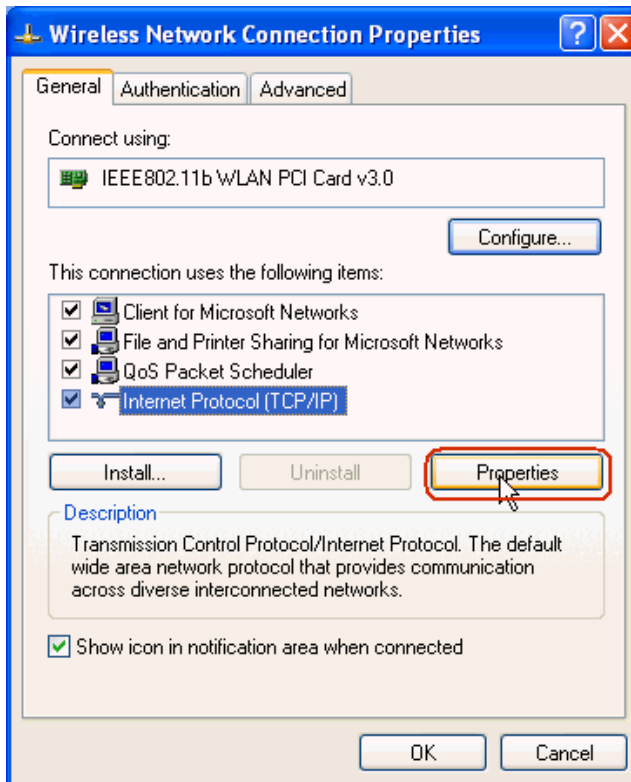 Wireless Network Connection Properties
General Authentication Advanced
Connect using:
IEEE802.11b WLAN PCI Card v3.0
Configure...
This connection uses the following items:
Client for Microsoft Networks
File and Printer Sharing for Microsoft Networks
QoS Packet Scheduler
Internet Protocol (TCP/IP)
Install... Uninstall Properties
Description
Transmission Control Protocol/Internet Protocol. The default
wide area network protocol that provides communication
across diverse interconnected networks.
Show icon in notification area when connected
OK Cancel